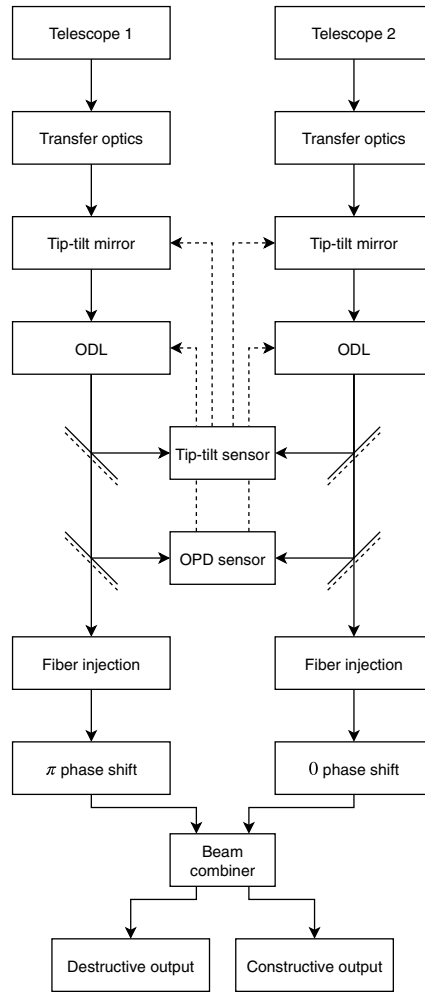 Telescope 1
Telescope 2
Transfer optics
Transfer optics
Tip-tilt mirror
Tip-tilt mirror
ODL
ODL
Tip-tilt sensor
OPD sensor
Fiber injection
Fiber injection
π phase shift
0 phase shift
Beam
combiner
Destructive output
Constructive output